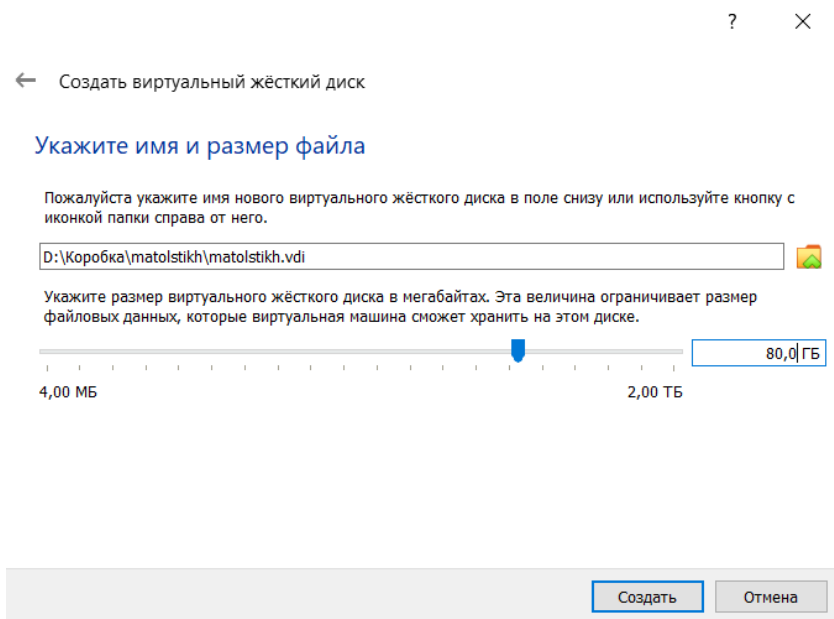 ?
Создать виртуальный жёсткий диск
Укажите имя и размер файла
Пожалуйста укажите имя нового виртуального жёсткого диска в поле снизу или используйте кнопку с
иконкой папки справа от него.
D:\Коробка\matolstikh\matolstikh.vdi
Укажите размер виртуального жёсткого диска в мегабайтах. Эта величина ограничивает размер
файловых данных, которые виртуальная машина сможет хранить на этом диске.
80,0 ГБ
4,00 МБ 2,00 ТБ
Создать Отмена